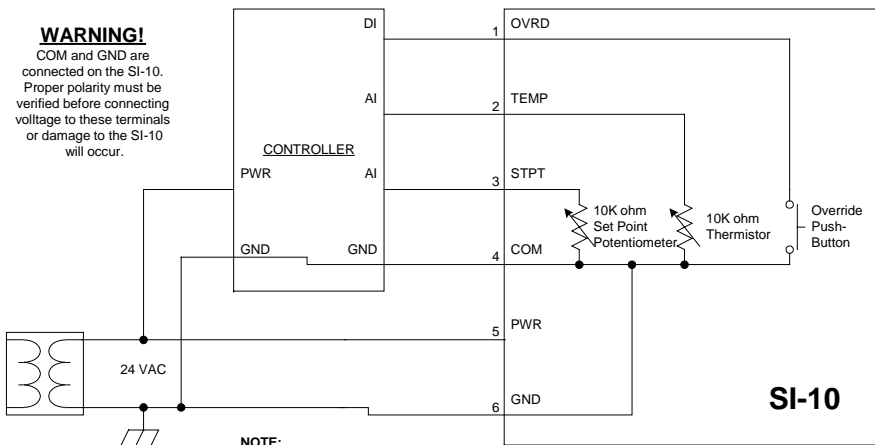 WARNING!
COM and GND are
connected on the SI-10.
Proper polarity must be
verified before connecting
volltage to these terminals
or damage to the SI-10
will occur.
CONTROLLER
DI
AI
PWR
AI
GND
GND
1
OVRD
2
TEMP
3
STPT
4
COM
5
PWR
6
GND
10K ohm
Set Point
Potentiometer
10K ohm
Thermistor
Override
Push-
Button
24 VAC
SI-10
NOTE: